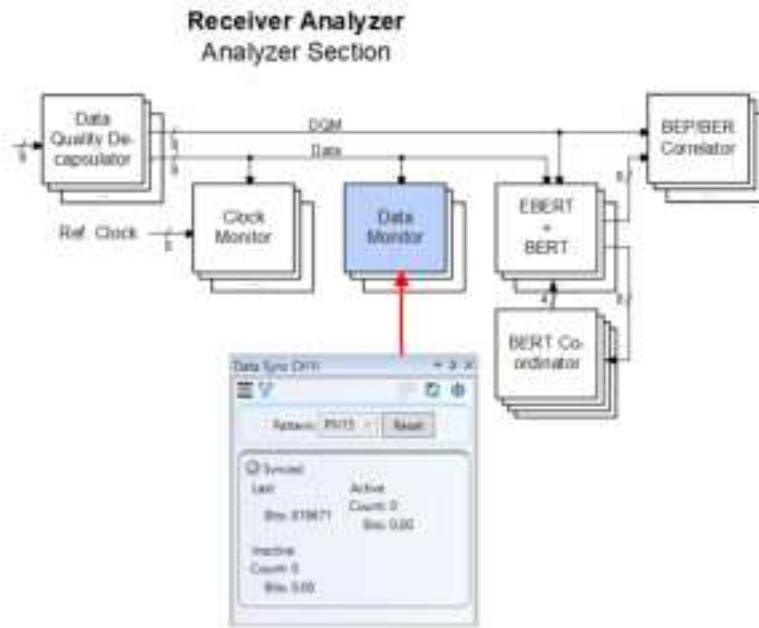 Receiver Analyzer
Analyzer Section
Data
Quality De-
capsulator
DQM
Data
BEP/BER
Correlator
Ref. Clock
Clock
Monitor
Data
Monitor
EBERT
+
BERT
BERT Co-
ordinator
Data Sync
Pattern:
Reset
Synced
Last
Active
Count: 0
Bits: 0.00
Inactive
Count: 0
Bits: 0.00